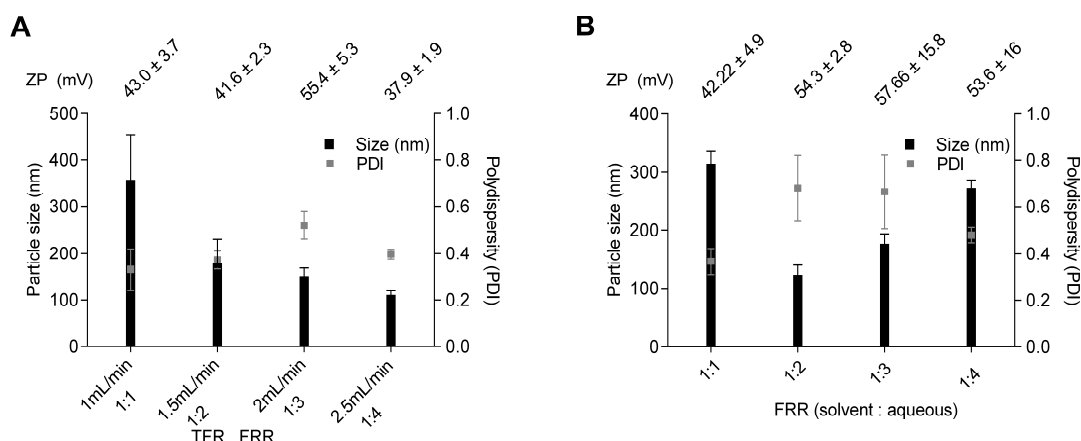 A
ZP (mV)
43.0 ± 3.7
41.6 ± 2.3
55.4 ± 5.3
37.9 ± 1.9
500
400
300
200
100
0
Particle size (nm)
1.0
0.8
0.6
0.4
0.2
0.0
Polydispersity (PDI)
Size (nm)
PDI
1mL/min
1:1
1.5mL/min
1:2
2mL/min
1:3
2.5mL/min
1:4
TFR FRR
B
ZP (mV)
42.22 ± 4.9
54.3 ± 2.8
57.66 ± 15.8
53.6 ± 16
400
300
200
100
0
Particle size (nm)
1.0
0.8
0.6
0.4
0.2
0.0
Polydispersity (PDI)
Size (nm)
PDI
1:1
1:2
1:3
1:4
FRR (solvent : aqueous)